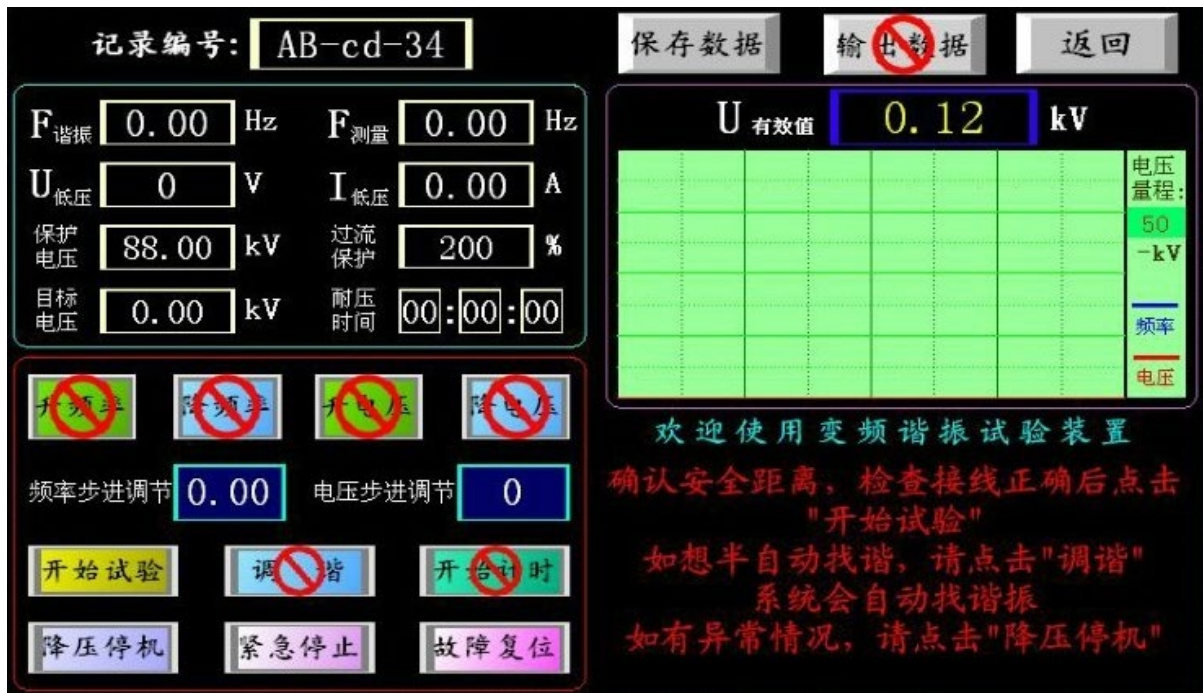 记录编号: AB-cd-34
保存数据 输出数据 返回
F谐振 0.00 Hz F测量 0.00 Hz
U低压 0 V I低压 0.00 A
保护电压 88.00 kV 过流保护 200 %
目标电压 0.00 kV 耐压时间 00:00:00
U有效值 0.12 kV
电压
量程:
50
-kV
频率
电压
升频率 降频率 升电压 降电压
频率步进调节 0.00 电压步进调节 0
开始试验 调谐 开始计时
降压停机 紧急停止 故障复位
欢迎使用变频谐振试验装置
确认安全距离，检查接线正确后点击
"开始试验"
如想半自动找谐，请点击"调谐"
系统会自动找谐振
如有异常情况，请点击"降压停机"